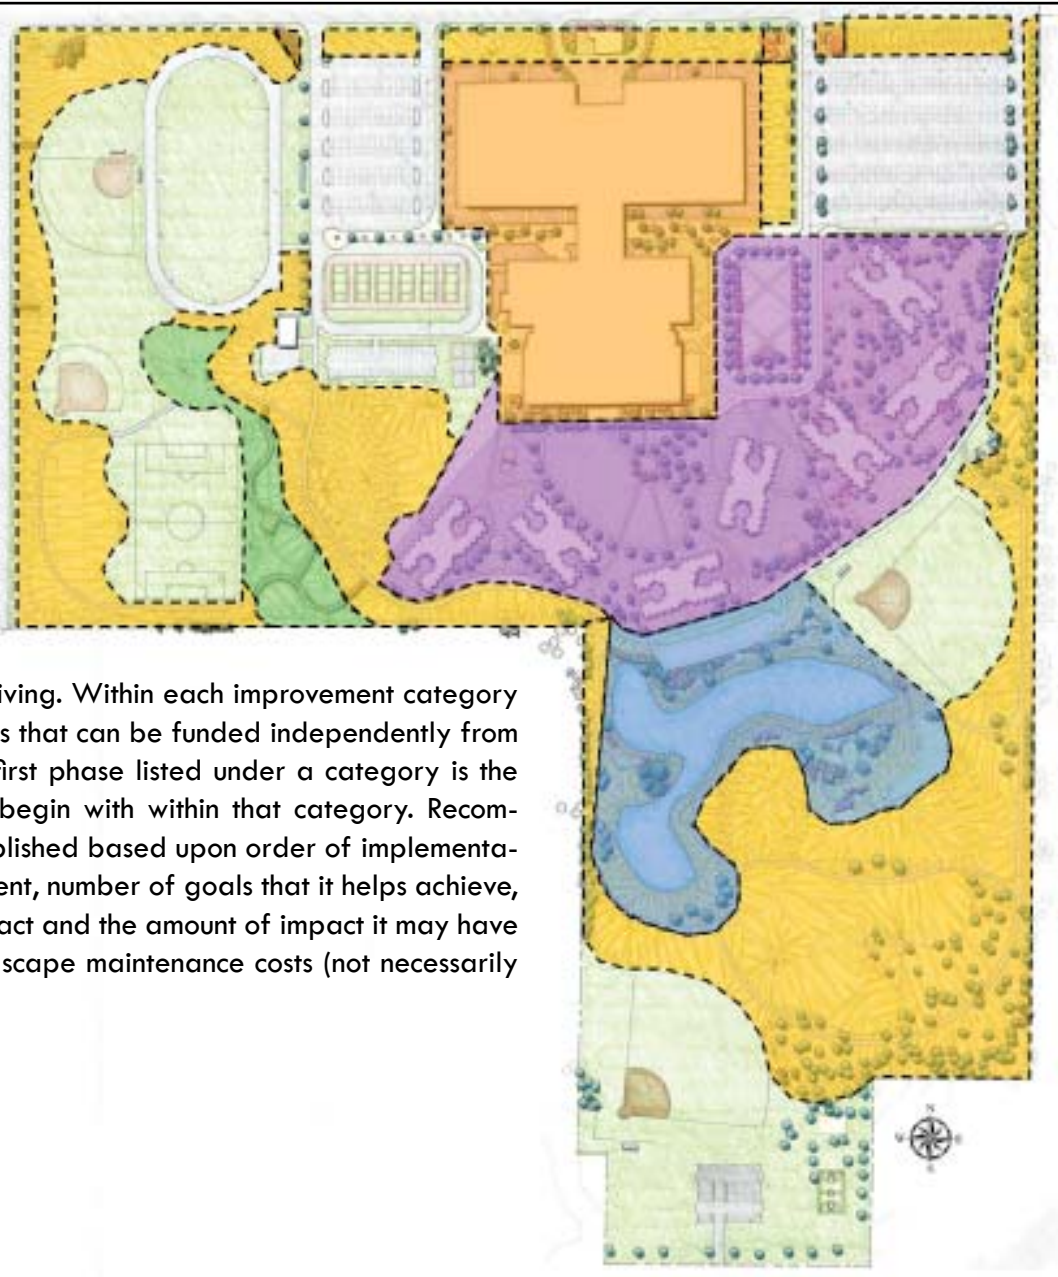 iving. Within each improvement category
s that can be funded independently from
first phase listed under a category is the
begin with within that category. Recom-
blished based upon order of implementa-
ent, number of goals that it helps achieve,
act and the amount of impact it may have
scape maintenance costs (not necessarily
N
W
E
S